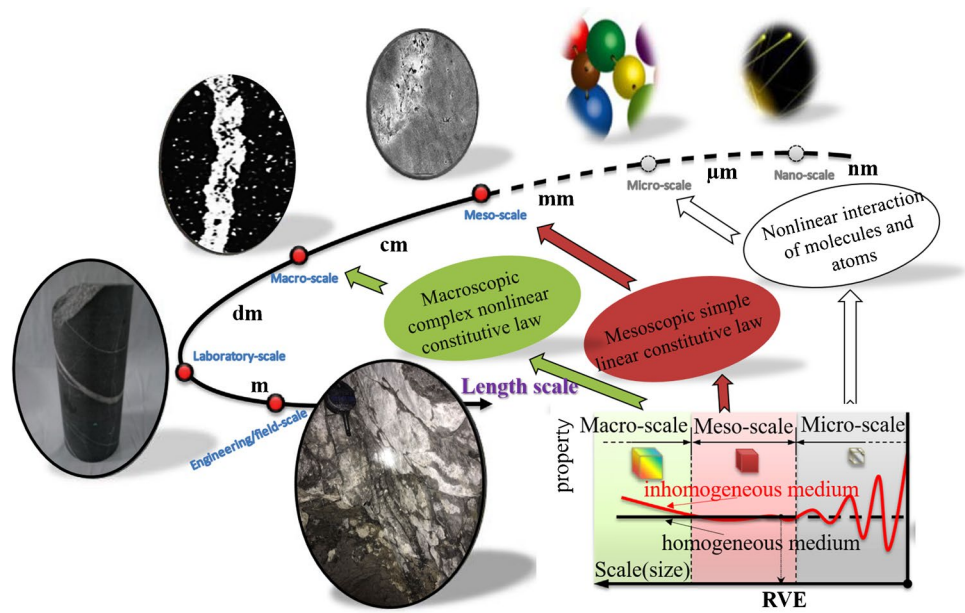 nm
µm
mm
cm
dm
m
Nano-scale
Micro-scale
Meso-scale
Macro-scale
Laboratory-scale
Engineering/field-scale
Length scale
Nonlinear interaction
of molecules and
atoms
Mesoscopic simple
linear constitutive law
Macroscopic
complex nonlinear
constitutive law
property
Macro-scale
Meso-scale
Micro-scale
inhomogeneous medium
homogeneous medium
Scale(size)
RVE